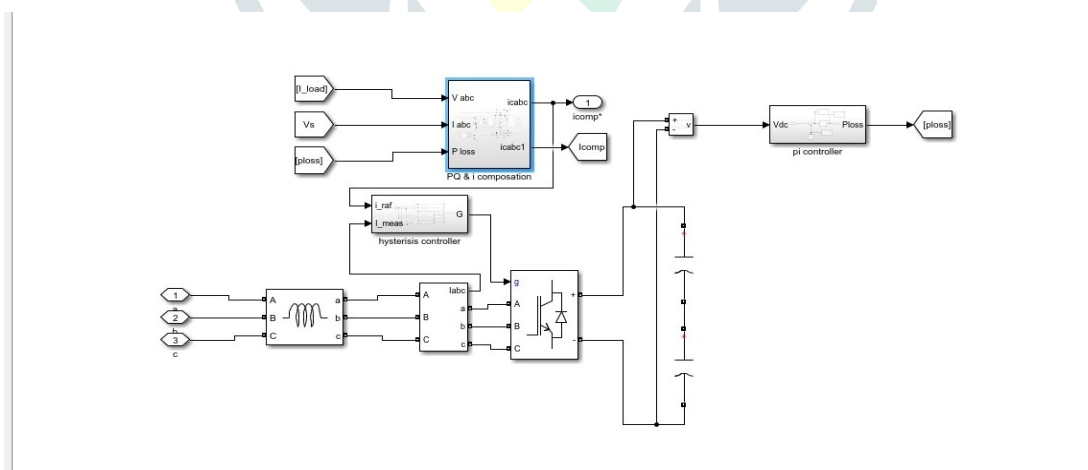 [I_load]
Vs
[ploss]
V abc
I abc
P loss
icabc
icabc1
PQ & i composation
1
icomp*
Icomp
+
-
v
Vdc
Ploss
pi controller
[ploss]
i_raf
I_meas
G
hysterisis controller
1
a
2
b
3
c
A
B
C
a
b
c
A
B
C
Iabc
a
b
c
g
A
B
C
+
-
+
+